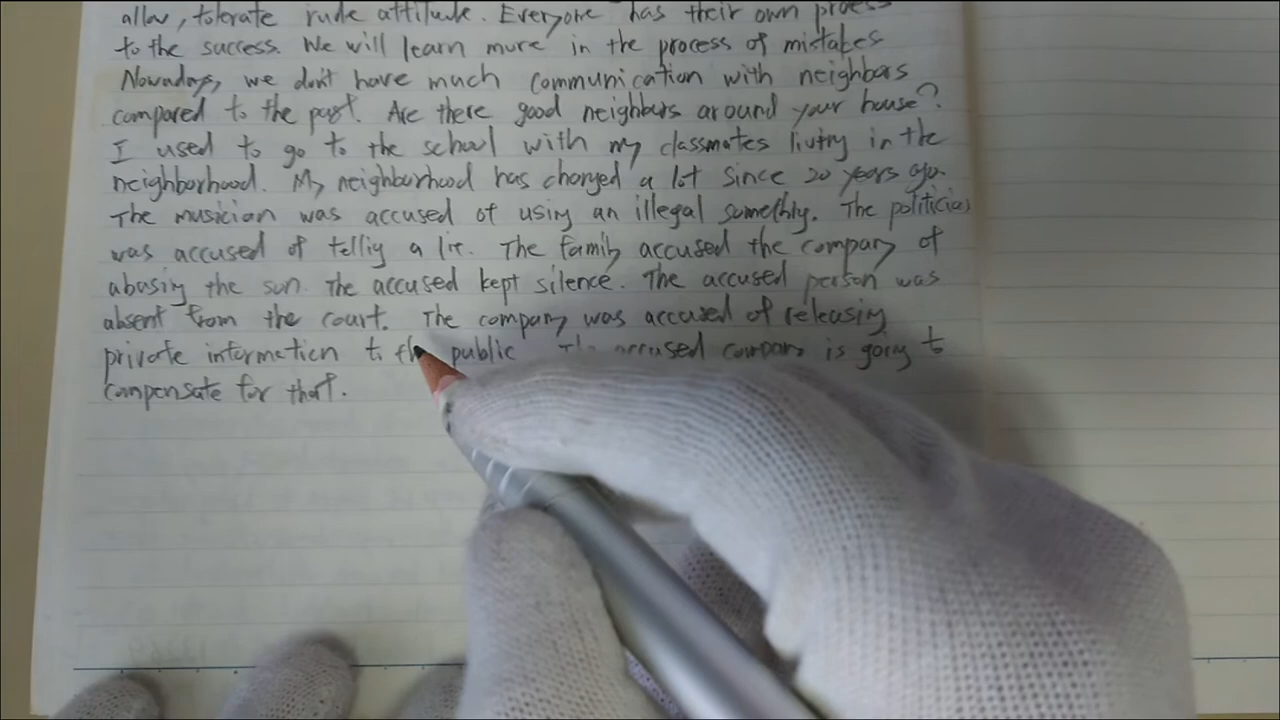 allow, tolerate rude attitude. Everyone has their own process
to the success. We will learn more in the process of mistakes
Nowadays, we don't have much communication with neighbors
compared to the past. Are there good neighbors around your house?
I used to go to the school with my classmates living in the
neighborhood. My neighborhood has changed a lot since 20 years ago.
The musician was accused of using an illegal something. The politician
was accused of telling a lie. The family accused the company of
abusing the son. The accused kept silence. The accused person was
absent from the court. The company was accused of releasing
private information to the public. The accused company is going to
compensate for that.